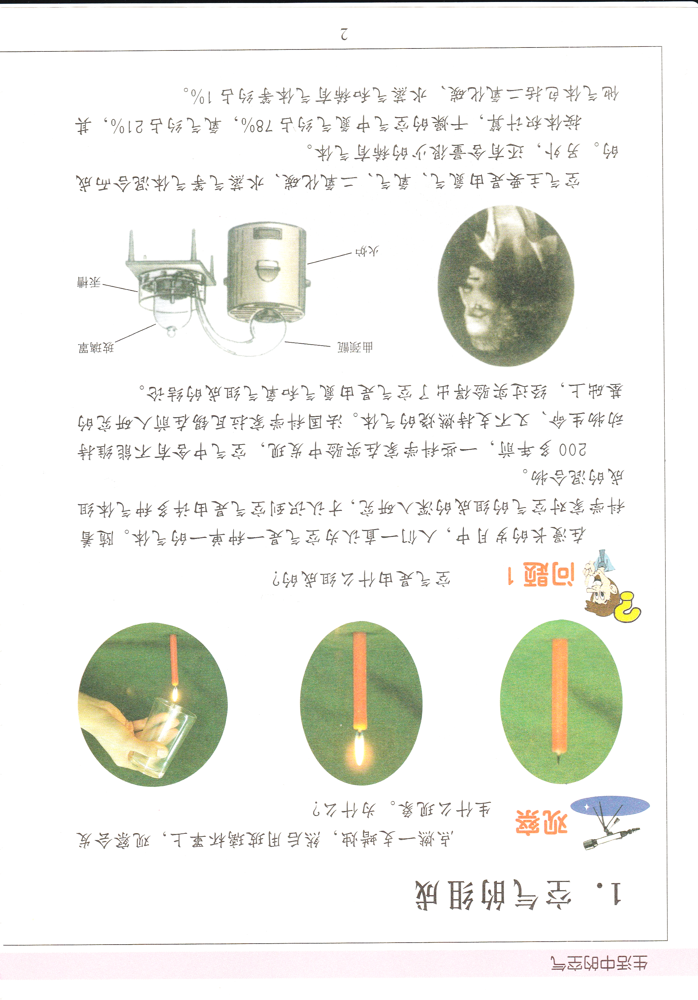 生活中的空气
1. 空气的组成
观察
点燃一支蜡烛，然后用玻璃杯罩上，观察会发
生什么现象。为什么？
?
问题1
空气是由什么组成的？
在漫长的岁月中，人们一直认为空气是一种单一的气体。随着
科学家对空气的组成的深入研究，才认识到空气是由许多种气体组
成的混合物。
200多年前，一些科学家在实验中发现，空气中含有不能维持
动物生命、又不支持燃烧的气体。法国科学家拉瓦锡在前人研究的
基础上，经过实验得出了空气是由氮气和氧气组成的结论。
曲颈甑
玻璃罩
汞槽
火炉
空气主要是由氮气、氧气、二氧化碳、水蒸气等气体混合而成
的。另外，还有含量很少的稀有气体。
按体积计算，干燥的空气中氮气约占78%，氧气约占21%，其
他气体包括二氧化碳、水蒸气和稀有气体等约占1%。
2